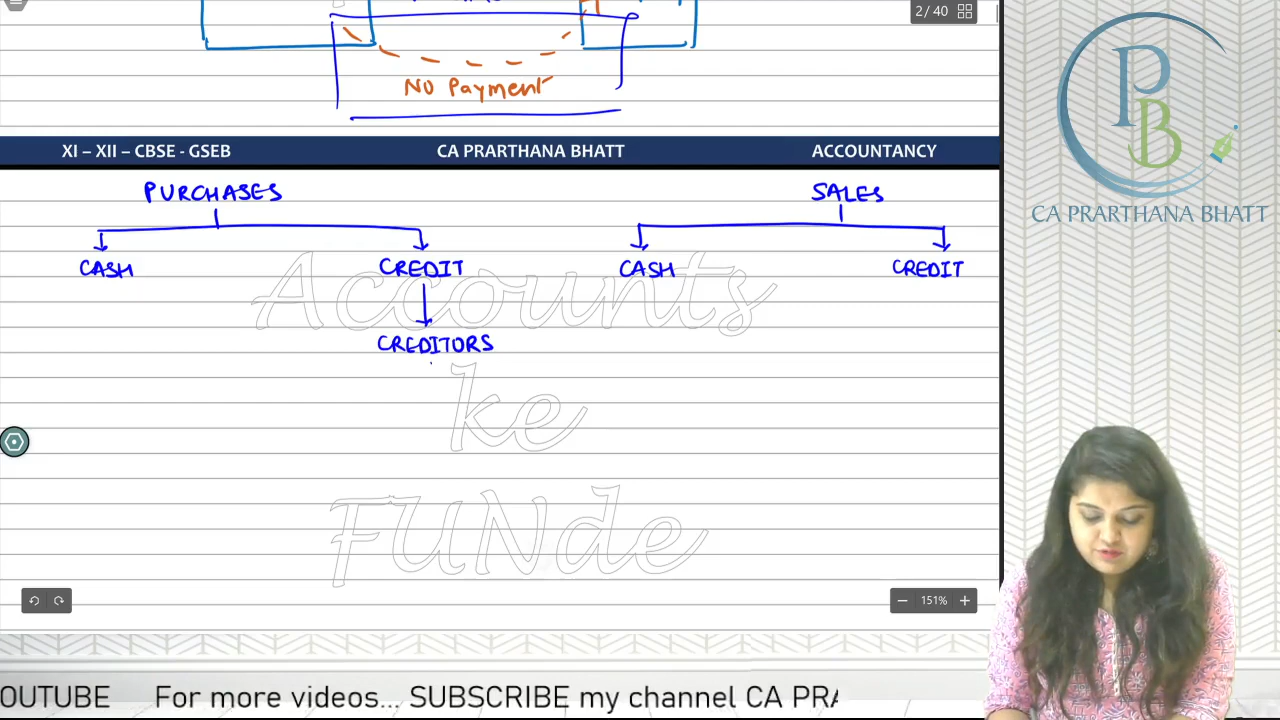 2 / 40
No Payment
XI – XII – CBSE - GSEB CA PRARTHANA BHATT ACCOUNTANCY
PURCHASES SALES
CASH CREDIT CASH CREDIT
CREDITORS
Accounts
ke
FUNde
151%
PB
CA PRARTHANA BHATT
OUTUBE For more videos... SUBSCRIBE my channel CA PRA